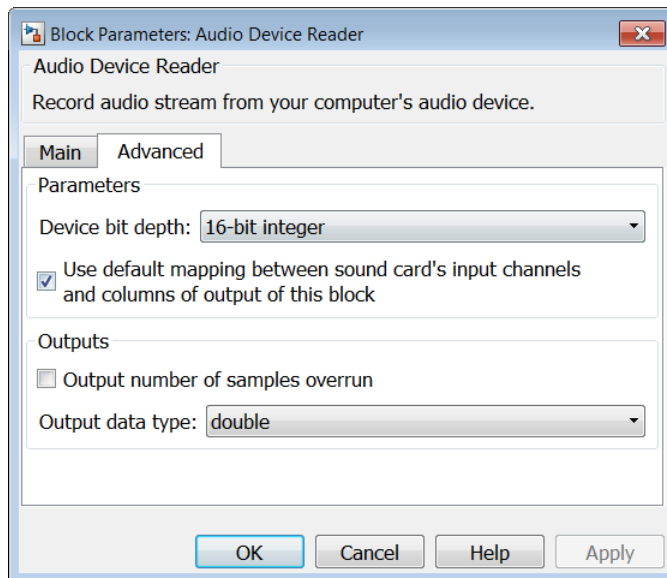 Block Parameters: Audio Device Reader
Audio Device Reader
Record audio stream from your computer's audio device.
Main
Advanced
Parameters
Device bit depth: 16-bit integer
Use default mapping between sound card's input channels
and columns of output of this block
Outputs
Output number of samples overrun
Output data type: double
OK
Cancel
Help
Apply